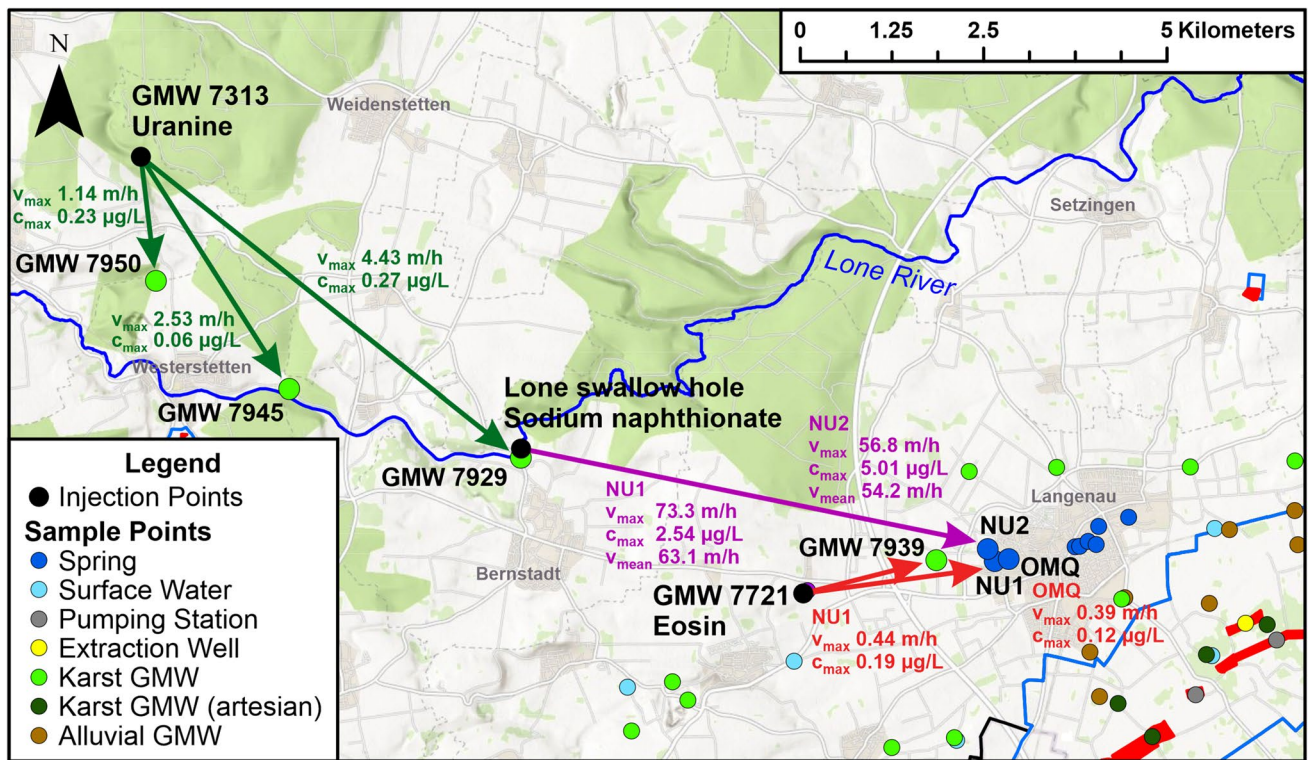 0 1.25 2.5 5 Kilometers
N
GMW 7313
Uranine
Weidenstetten
vmax 1.14 m/h
cmax 0.23 µg/L
Setzingen
GMW 7950
vmax 4.43 m/h
cmax 0.27 µg/L
Lone River
vmax 2.53 m/h
cmax 0.06 µg/L
Westerstetten
GMW 7945
Lone swallow hole
Sodium naphthionate
GMW 7929
NU2
vmax 56.8 m/h
cmax 5.01 µg/L
vmean 54.2 m/h
NU1
vmax 73.3 m/h
cmax 2.54 µg/L
vmean 63.1 m/h
Langenau
NU2
GMW 7939
OMQ
NU1
Bernstadt
GMW 7721
Eosin
OMQ
vmax 0.39 m/h
cmax 0.12 µg/L
NU1
vmax 0.44 m/h
cmax 0.19 µg/L
Legend
Injection Points
Sample Points
Spring
Surface Water
Pumping Station
Extraction Well
Karst GMW
Karst GMW (artesian)
Alluvial GMW